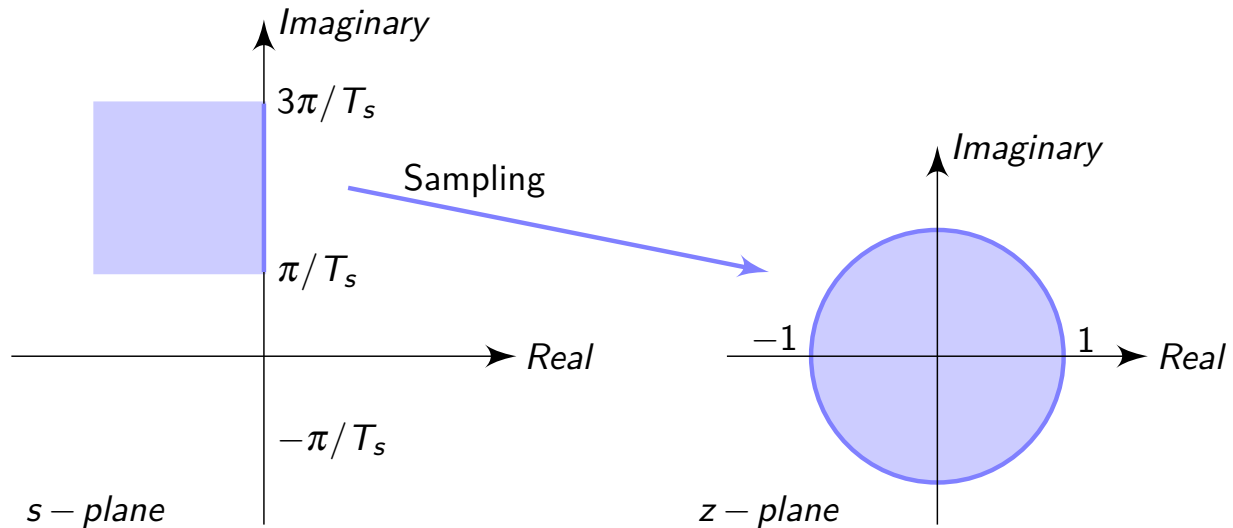 Imaginary
3π/Tₛ
Sampling
π/Tₛ
Real
−π/Tₛ
s − plane
Imaginary
−1
1
Real
z − plane